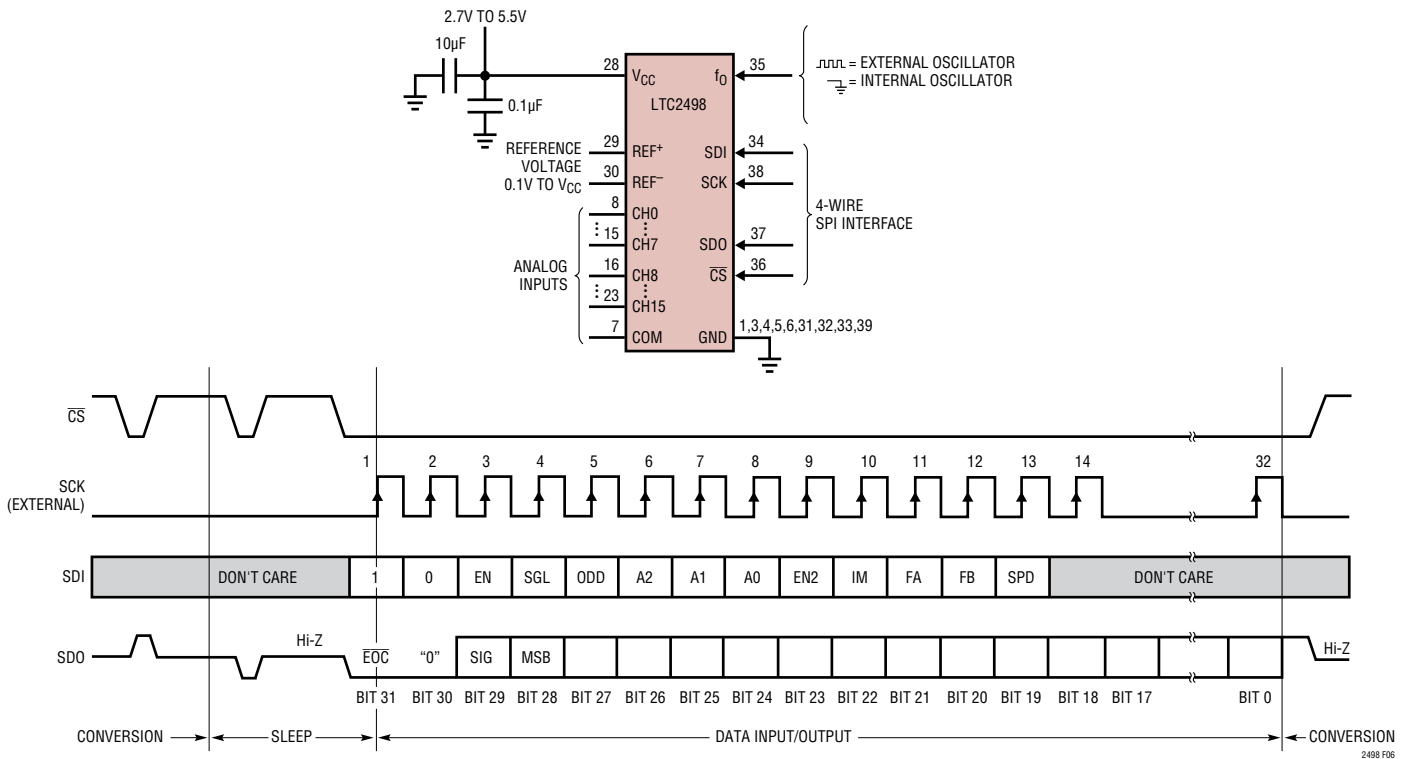 2.7V TO 5.5V
10µF
0.1µF
28
VCC
LTC2498
fO
35
= EXTERNAL OSCILLATOR
= INTERNAL OSCILLATOR
REFERENCE
VOLTAGE
0.1V TO VCC
29
REF+
30
REF–
SDI
34
SCK
38
4-WIRE
SPI INTERFACE
SDO
37
CS
36
ANALOG
INPUTS
8
CH0
15
CH7
16
CH8
23
CH15
7
COM
GND
1,3,4,5,6,31,32,33,39
CS
1 2 3 4 5 6 7 8 9 10 11 12 13 14 32
SCK
(EXTERNAL)
SDI
DON'T CARE 1 0 EN SGL ODD A2 A1 A0 EN2 IM FA FB SPD DON'T CARE
SDO
Hi-Z EOC “0” SIG MSB Hi-Z
BIT 31 BIT 30 BIT 29 BIT 28 BIT 27 BIT 26 BIT 25 BIT 24 BIT 23 BIT 22 BIT 21 BIT 20 BIT 19 BIT 18 BIT 17 BIT 0
CONVERSION SLEEP DATA INPUT/OUTPUT CONVERSION
2498 F06